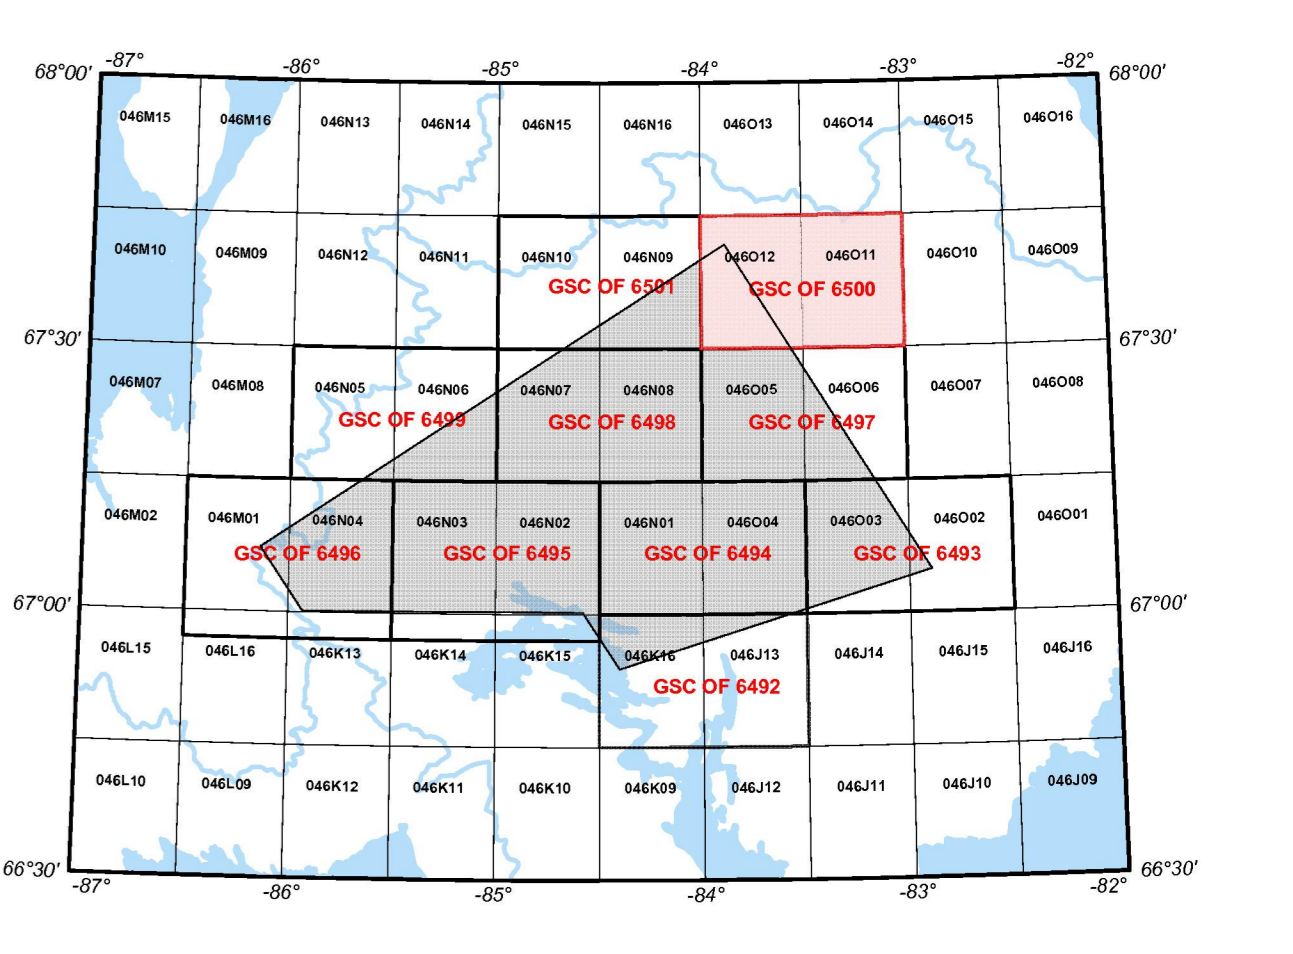 -87° -86° -85° -84° -83° -82°
68°00' 68°00'
046M15 046M16 046N13 046N14 046N15 046N16 046O13 046O14 046O15 046O16
046M10 046M09 046N12 046N11 046N10 046N09 046O12 046O11 046O10 046O09
GSC OF 6501 GSC OF 6500
67°30' 67°30'
046M07 046M08 046N05 046N06 046N07 046N08 046O05 046O06 046O07 046O08
GSC OF 6499 GSC OF 6498 GSC OF 6497
046M02 046M01 046N04 046N03 046N02 046N01 046O04 046O03 046O02 046O01
GSC OF 6496 GSC OF 6495 GSC OF 6494 GSC OF 6493
67°00' 67°00'
046L15 046L16 046K13 046K14 046K15 046K16 046J13 046J14 046J15 046J16
GSC OF 6492
046L10 046L09 046K12 046K11 046K10 046K09 046J12 046J11 046J10 046J09
66°30' 66°30'
-87° -86° -85° -84° -83° -82°